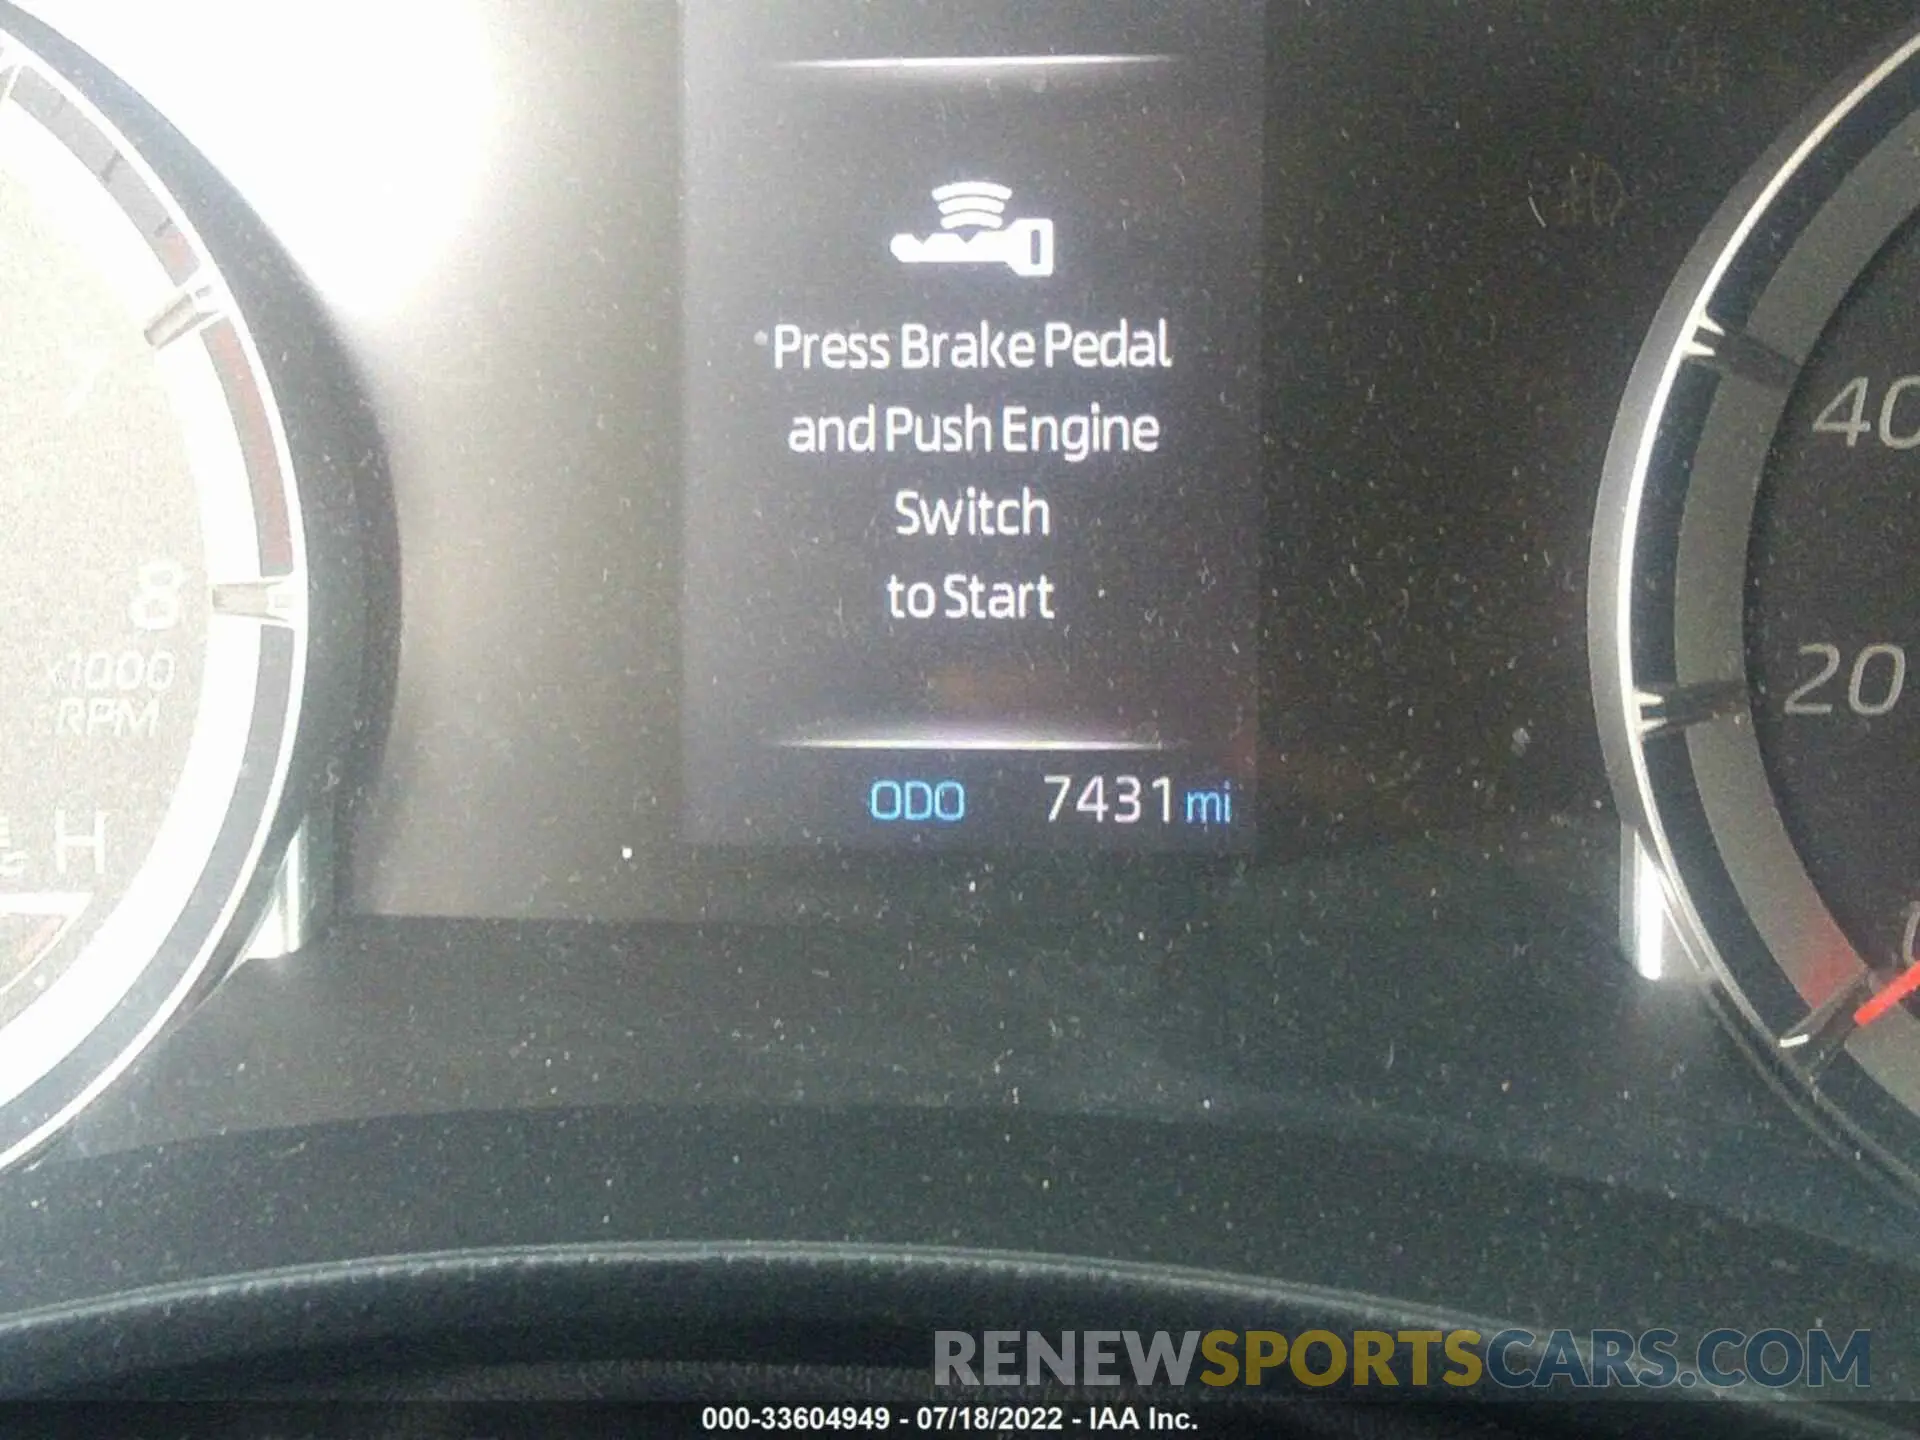 Press Brake Pedal
and Push Engine
Switch
to Start
ODO 7431 mi
8
x1000
RPM
H
40
20
0
RENEWSPORTSCARS.COM
000-33604949 - 07/18/2022 - IAA Inc.